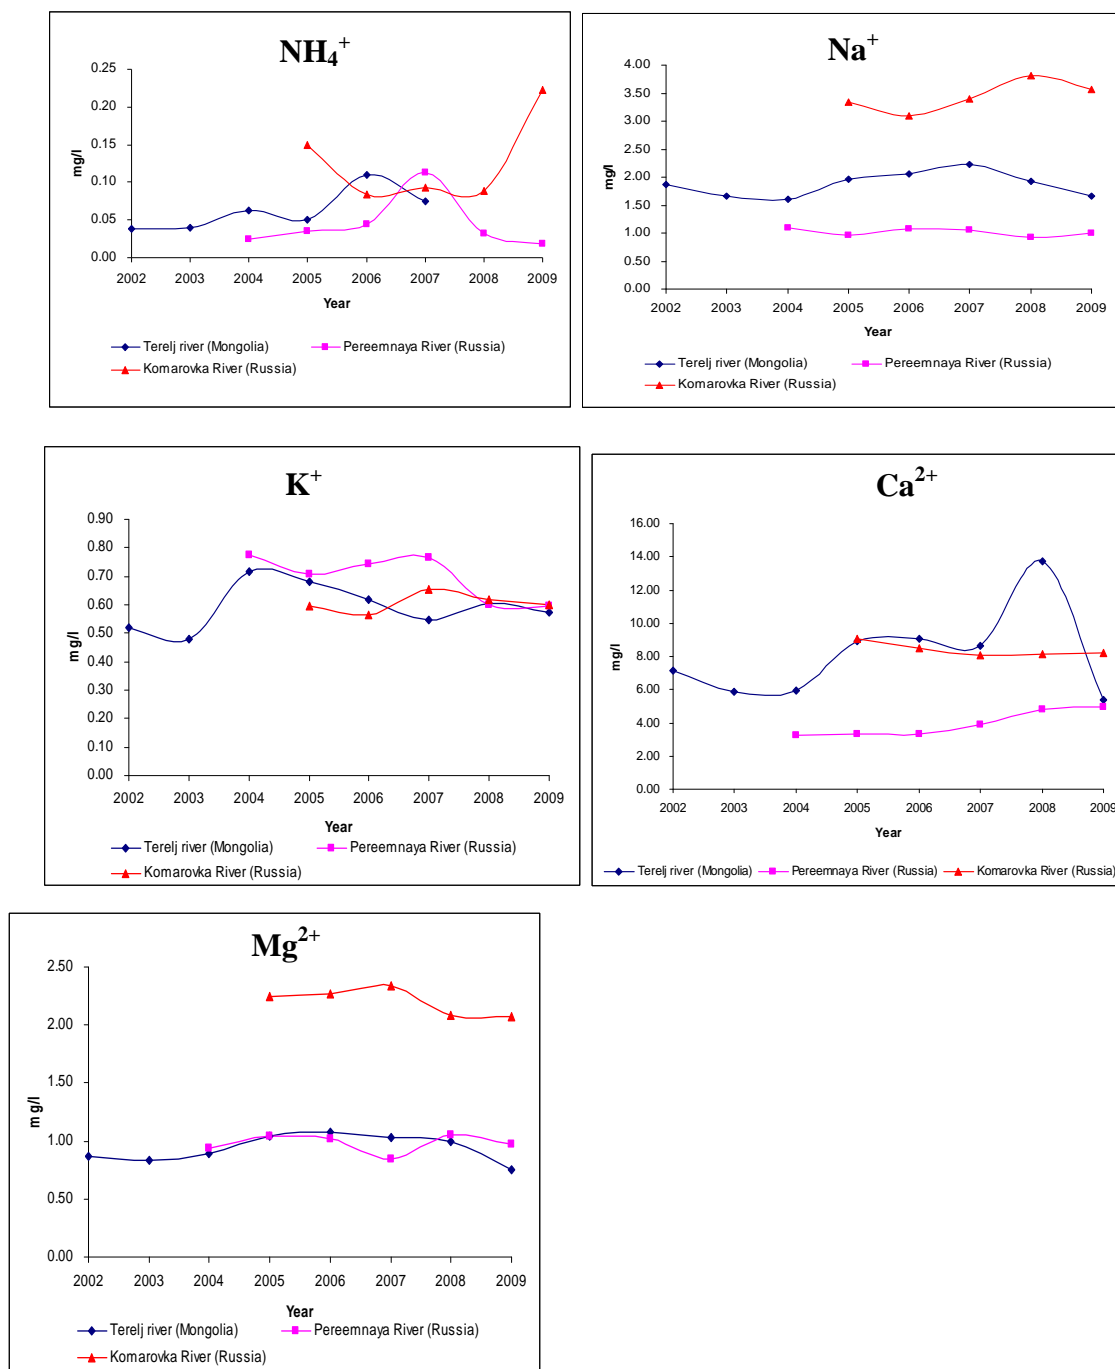 NH₄⁺
0.25
0.20
0.15
0.10
0.05
0.00
mg/l
2002 2003 2004 2005 2006 2007 2008 2009
Year
Terelj river (Mongolia) Pereemnaya River (Russia)
Komarovka River (Russia)
Na⁺
4.00
3.50
3.00
2.50
2.00
1.50
1.00
0.50
0.00
mg/l
2002 2003 2004 2005 2006 2007 2008 2009
Year
Terelj river (Mongolia) Pereemnaya River (Russia)
Komarovka River (Russia)
K⁺
0.90
0.80
0.70
0.60
0.50
0.40
0.30
0.20
0.10
0.00
mg/l
2002 2003 2004 2005 2006 2007 2008 2009
Year
Terelj river (Mongolia) Pereemnaya River (Russia)
Komarovka River (Russia)
Ca²⁺
16.00
14.00
12.00
10.00
8.00
6.00
4.00
2.00
0.00
mg/l
2002 2003 2004 2005 2006 2007 2008 2009
Year
Terelj river (Mongolia) Pereemnaya River (Russia) Komarovka River (Russia)
Mg²⁺
2.50
2.00
1.50
1.00
0.50
0.00
mg/l
2002 2003 2004 2005 2006 2007 2008 2009
Year
Terelj river (Mongolia) Pereemnaya River (Russia)
Komarovka River (Russia)